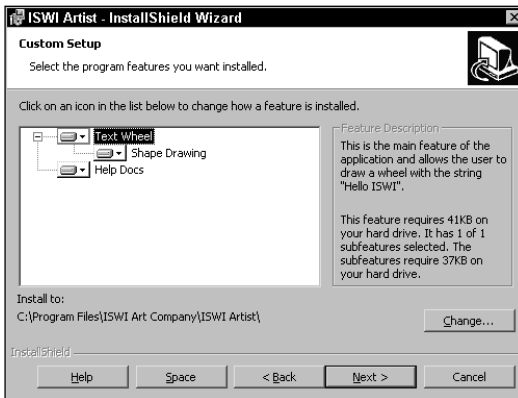 ISWI Artist - InstallShield Wizard
Custom Setup
Select the program features you want installed.
Click on an icon in the list below to change how a feature is installed.
Text Wheel
Shape Drawing
Help Docs
Feature Description
This is the main feature of the
application and allows the user to
draw a wheel with the string
"Hello ISWI".
This feature requires 41KB on
your hard drive. It has 1 of 1
subfeatures selected. The
subfeatures require 37KB on
your hard drive.
Install to:
C:\Program Files\ISWI Art Company\ISWI Artist\
Change...
InstallShield
Help
Space
< Back
Next >
Cancel